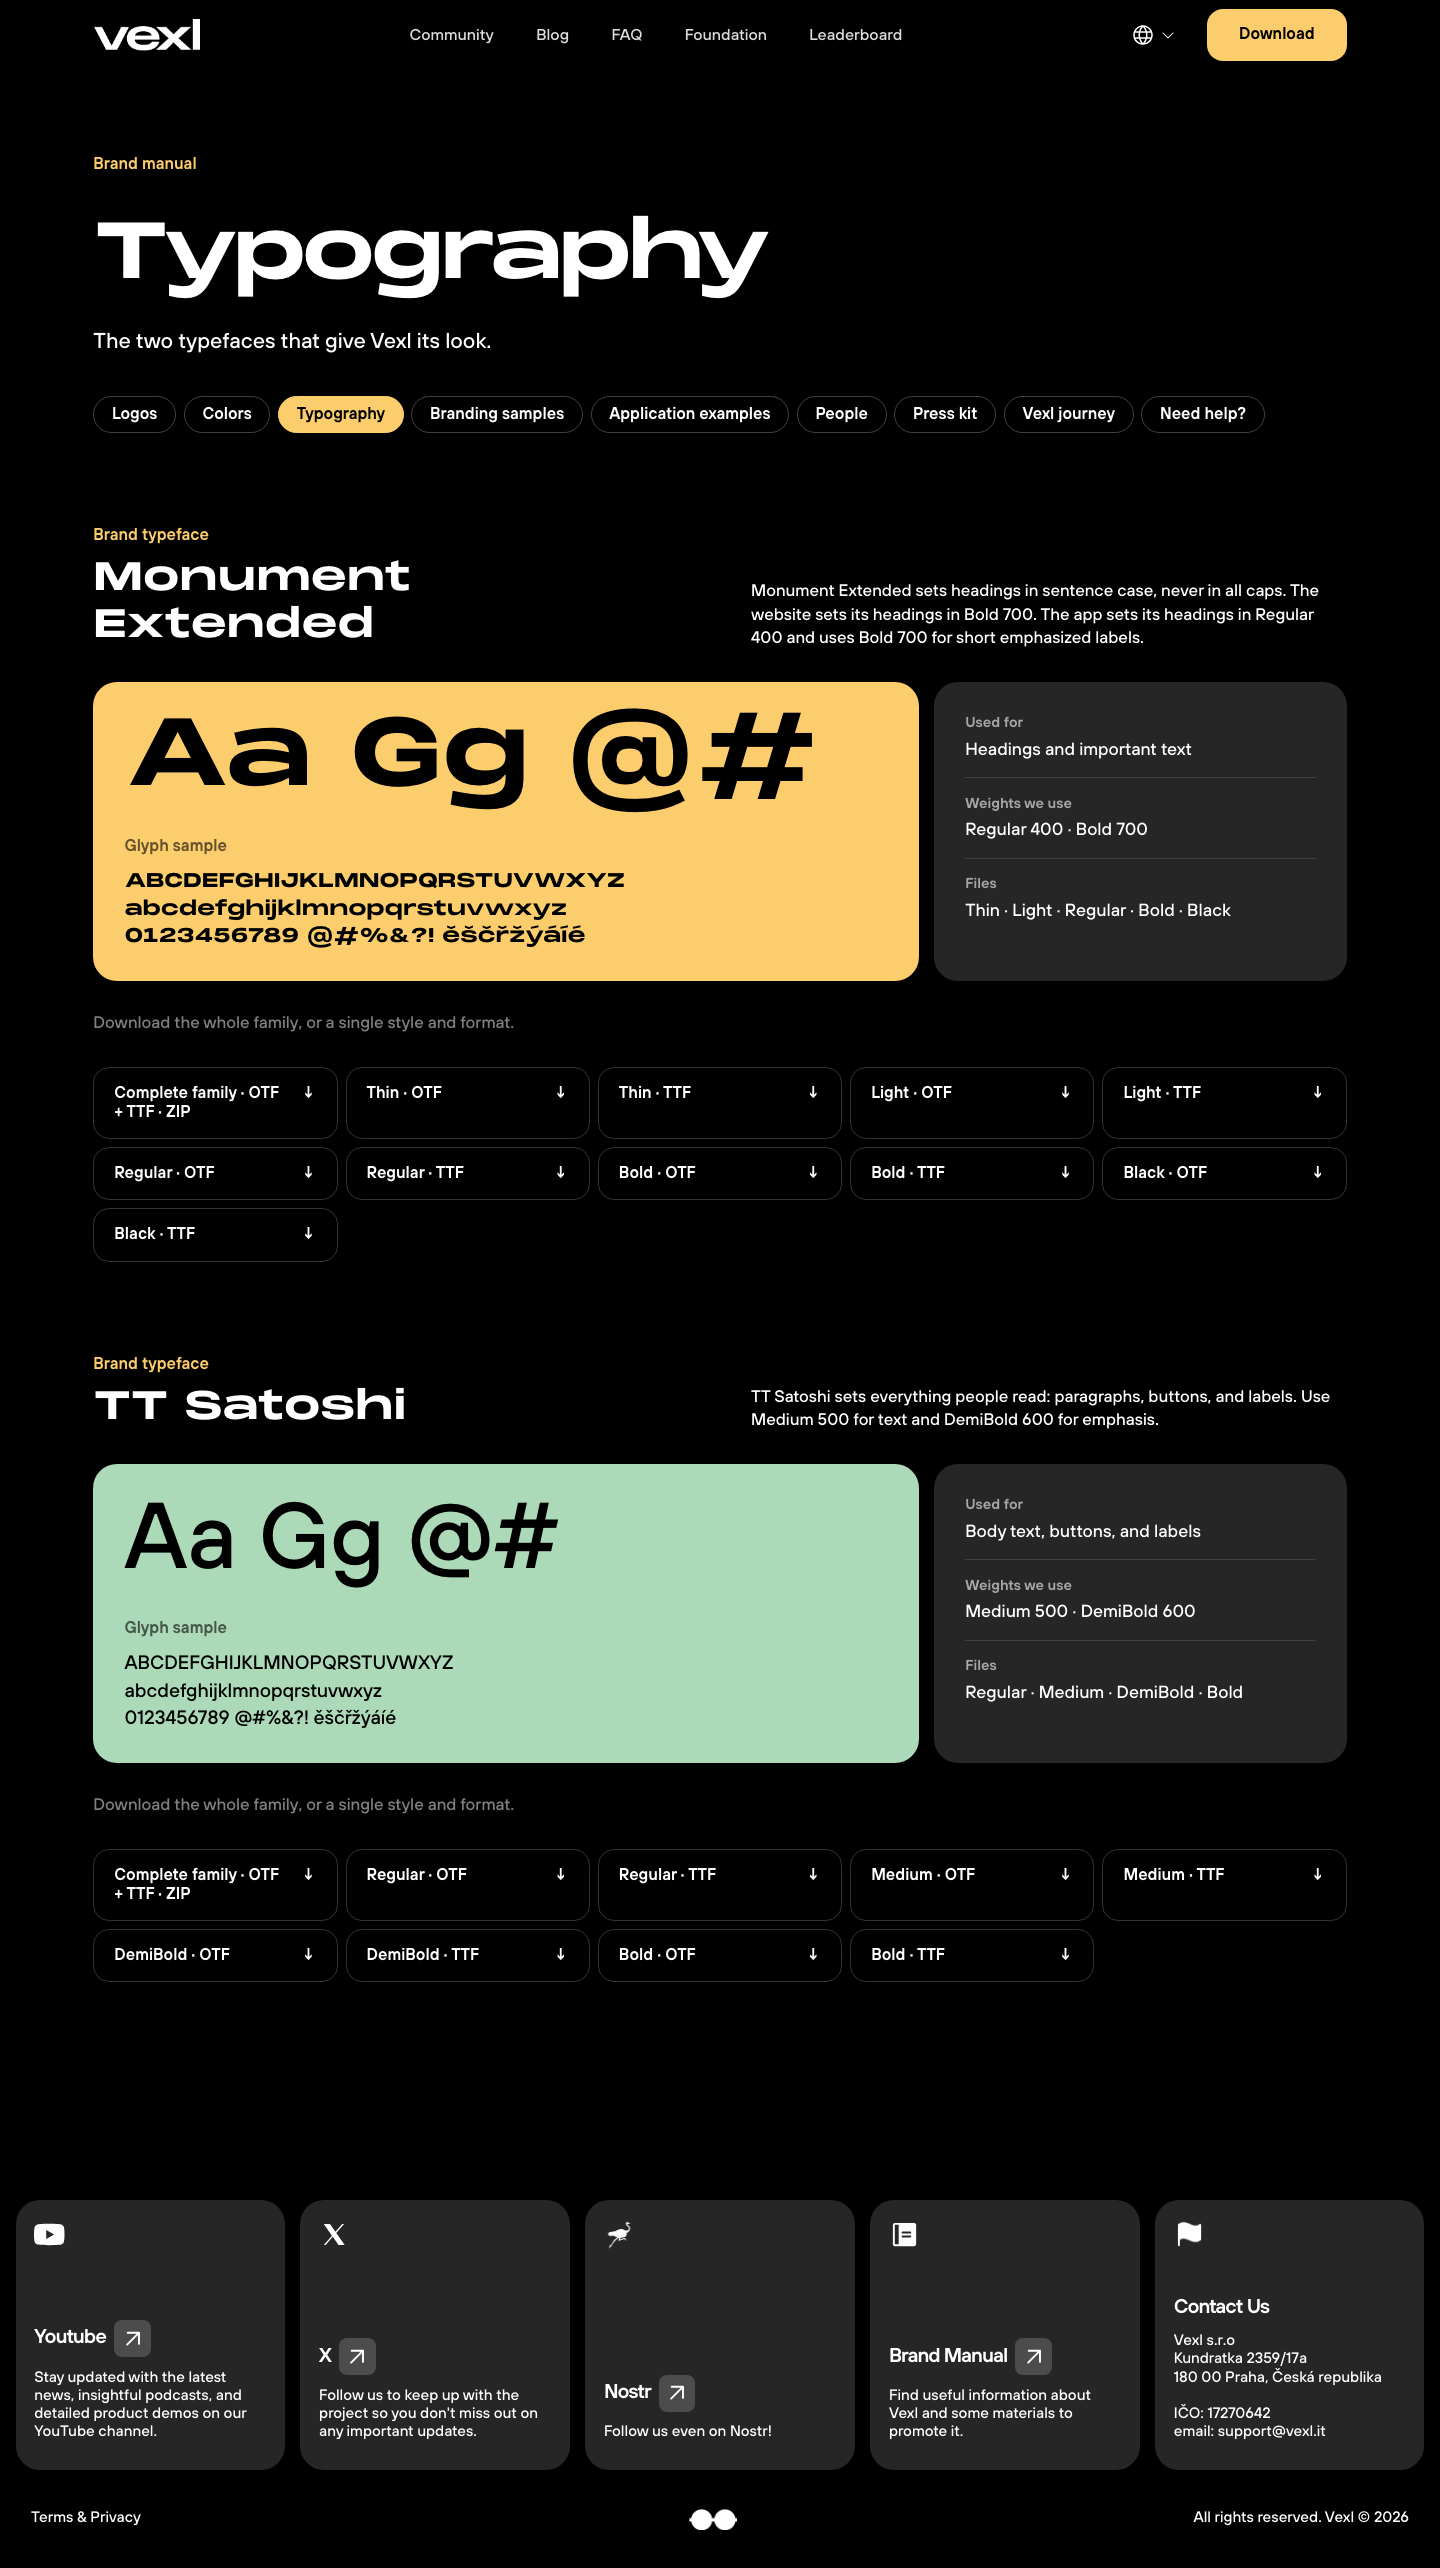 vexl
Community
Blog
FAQ
Foundation
Leaderboard
Download
Brand manual
Typography
The two typefaces that give Vexl its look.
Logos
Colors
Typography
Branding samples
Application examples
People
Press kit
Vexl journey
Need help?
Brand typeface
Monument
Extended
Monument Extended sets headings in sentence case, never in all caps. The
website sets its headings in Bold 700. The app sets its headings in Regular
400 and uses Bold 700 for short emphasized labels.
Aa Gg @#
Glyph sample
ABCDEFGHIJKLMNOPQRSTUVWXYZ
abcdefghijklmnopqrstuvwxyz
0123456789 @#%&?! ěščřžýáíé
Used for
Headings and important text
Weights we use
Regular 400 · Bold 700
Files
Thin · Light · Regular · Bold · Black
Download the whole family, or a single style and format.
Complete family · OTF
+ TTF · ZIP
↓
Thin · OTF ↓
Thin · TTF ↓
Light · OTF ↓
Light · TTF ↓
Regular · OTF ↓
Regular · TTF ↓
Bold · OTF ↓
Bold · TTF ↓
Black · OTF ↓
Black · TTF ↓
Brand typeface
TT Satoshi
TT Satoshi sets everything people read: paragraphs, buttons, and labels. Use
Medium 500 for text and DemiBold 600 for emphasis.
Aa Gg @#
Glyph sample
ABCDEFGHIJKLMNOPQRSTUVWXYZ
abcdefghijklmnopqrstuvwxyz
0123456789 @#%&?! ěščřžýáíé
Used for
Body text, buttons, and labels
Weights we use
Medium 500 · DemiBold 600
Files
Regular · Medium · DemiBold · Bold
Download the whole family, or a single style and format.
Complete family · OTF
+ TTF · ZIP
↓
Regular · OTF ↓
Regular · TTF ↓
Medium · OTF ↓
Medium · TTF ↓
DemiBold · OTF ↓
DemiBold · TTF ↓
Bold · OTF ↓
Bold · TTF ↓
Youtube
Stay updated with the latest
news, insightful podcasts, and
detailed product demos on our
YouTube channel.
X
Follow us to keep up with the
project so you don't miss out on
any important updates.
Nostr
Follow us even on Nostr!
Brand Manual
Find useful information about
Vexl and some materials to
promote it.
Contact Us
Vexl s.r.o
Kundratka 2359/17a
180 00 Praha, Česká republika
IČO: 17270642
email: support@vexl.it
Terms & Privacy
All rights reserved. Vexl © 2026